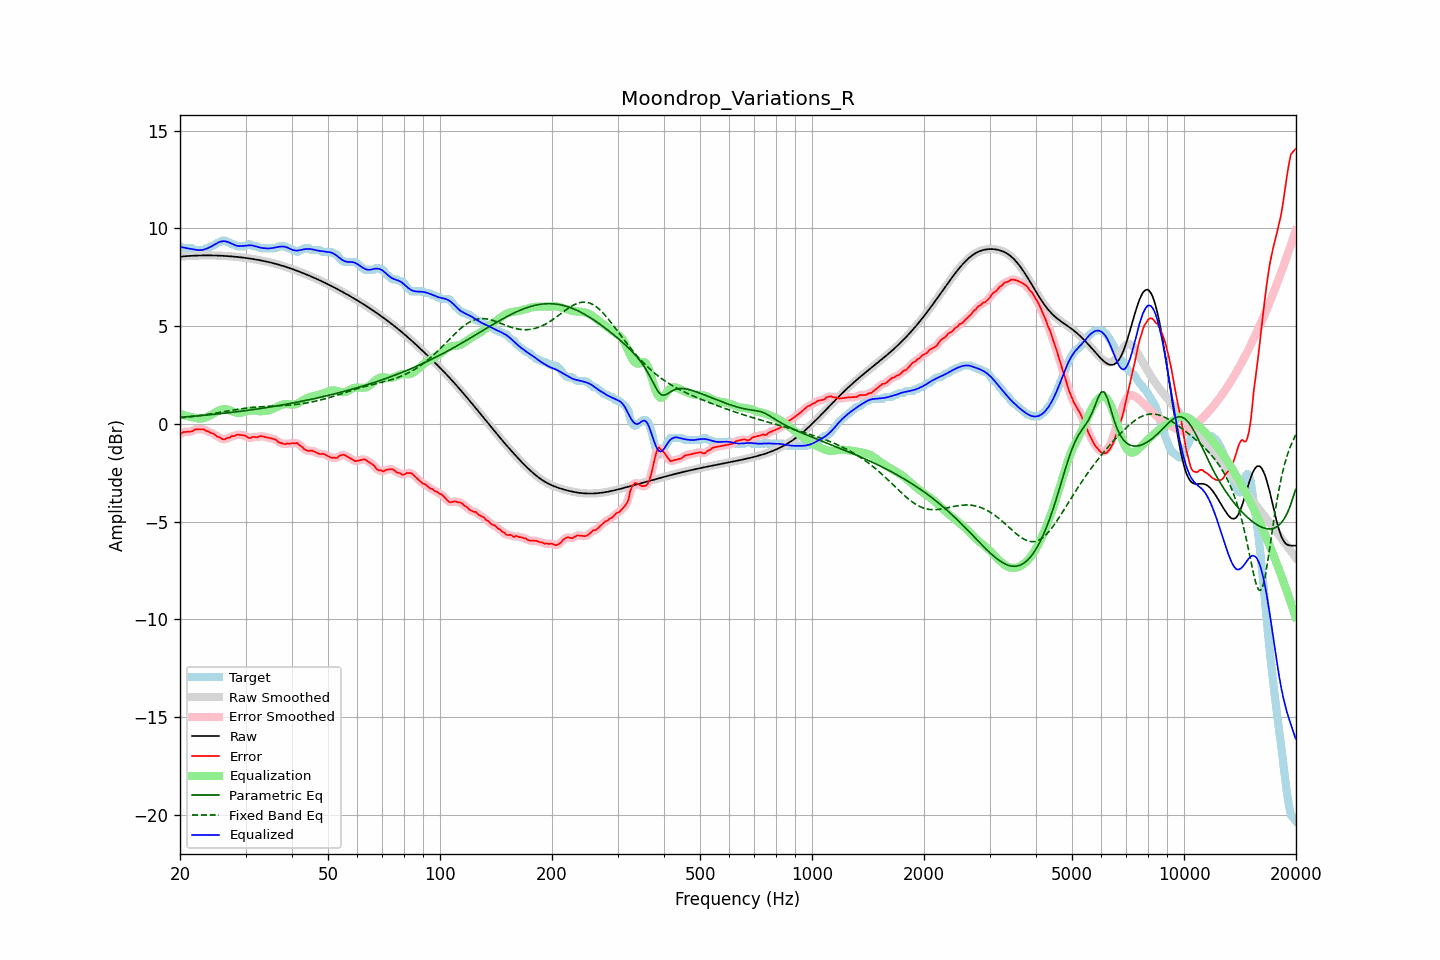 Moondrop_Variations_R
Amplitude (dBr)
15
10
5
0
−5
−10
−15
−20
Target
Raw Smoothed
Error Smoothed
Raw
Error
Equalization
Parametric Eq
Fixed Band Eq
Equalized
20
50
100
200
500
1000
2000
5000
10000
20000
Frequency (Hz)